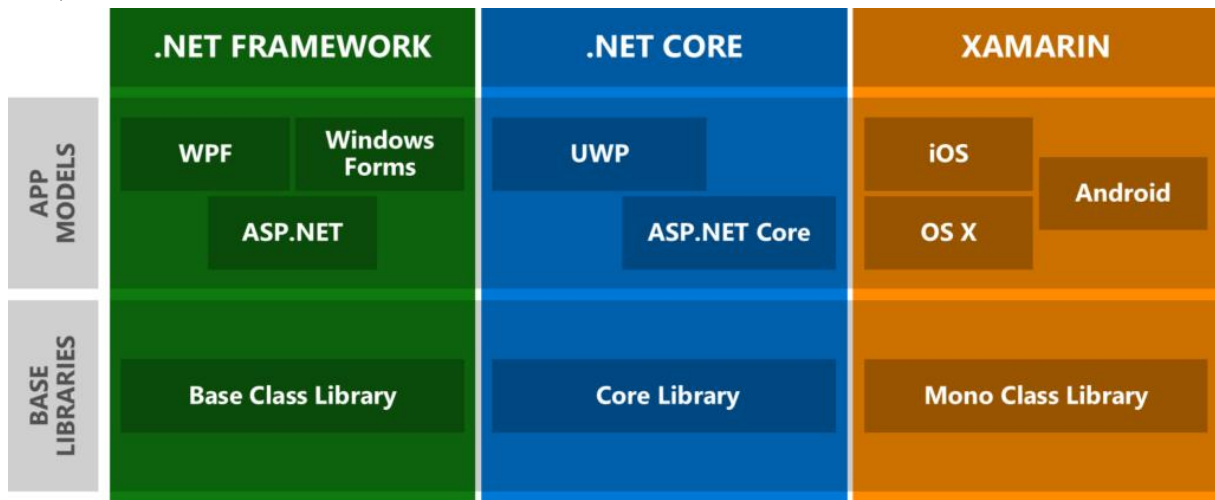 .NET FRAMEWORK
.NET CORE
XAMARIN
APP
MODELS
WPF
Windows
Forms
ASP.NET
UWP
ASP.NET Core
iOS
OS X
Android
BASE
LIBRARIES
Base Class Library
Core Library
Mono Class Library